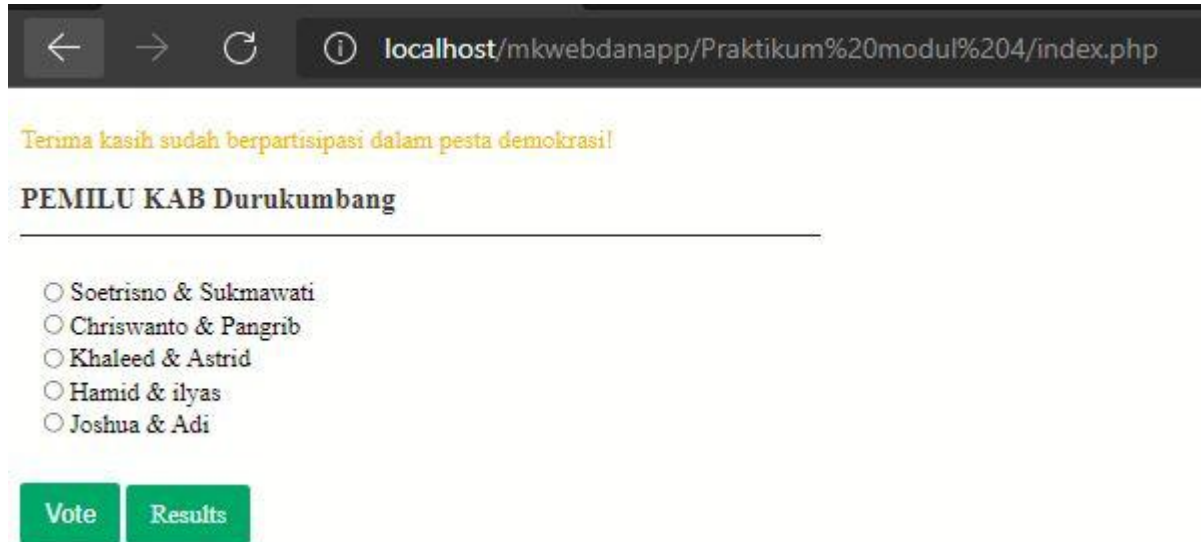 localhost/mkwebdanapp/Praktikum%20modul%204/index.php
Terima kasih sudah berpartisipasi dalam pesta demokrasi!
PEMILU KAB Durukumbang
Soetrisno & Sukmawati
Chriswanto & Pangrib
Khaleed & Astrid
Hamid & ilyas
Joshua & Adi
Vote Results